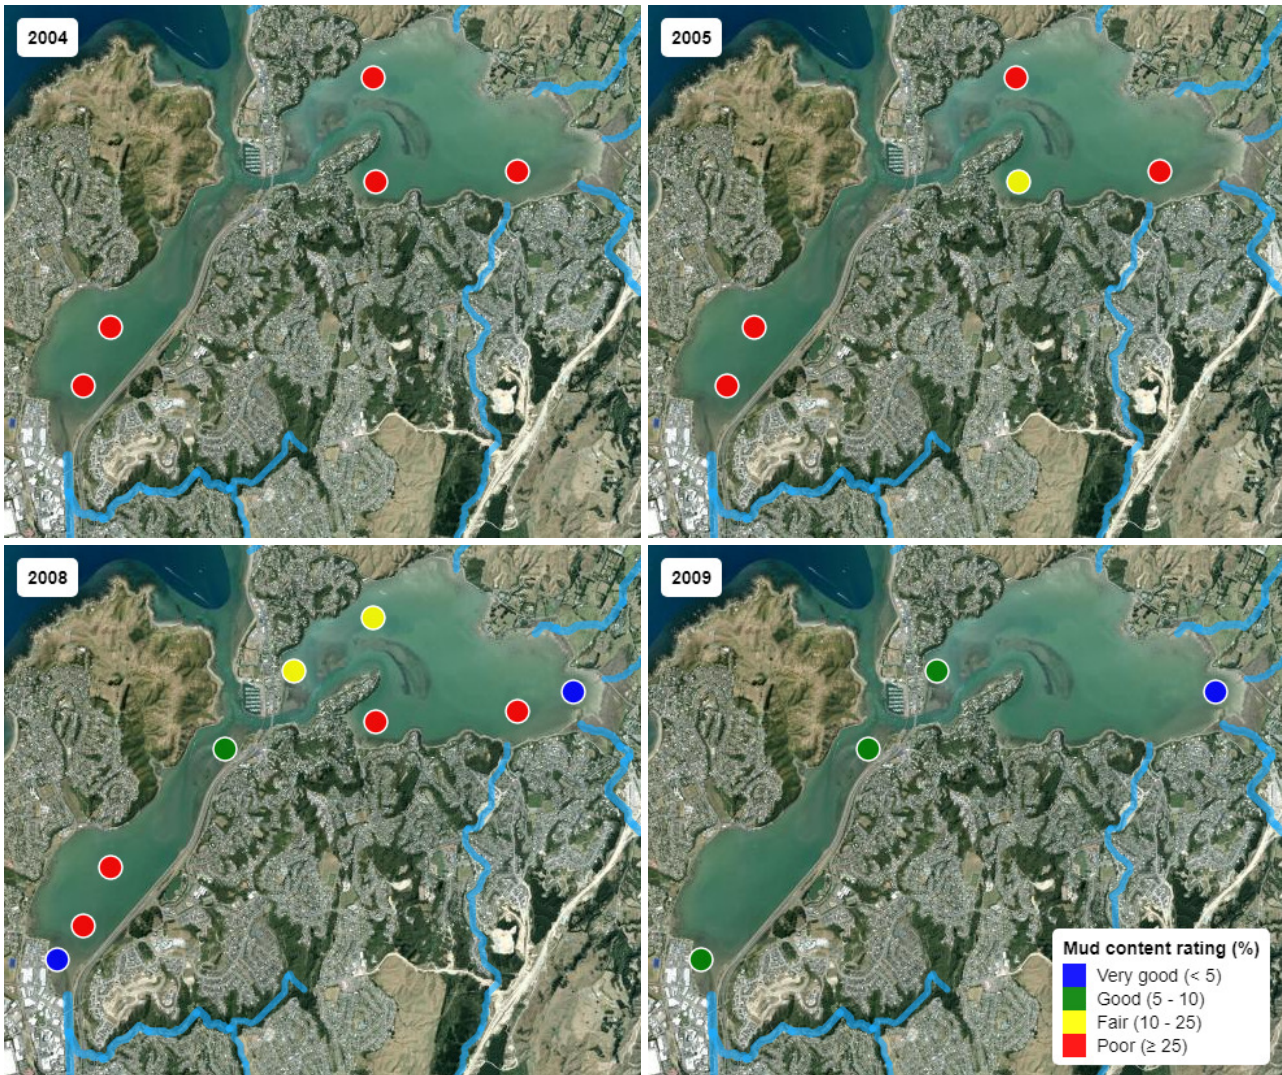 2004
2005
2008
2009
Mud content rating (%)
Very good (< 5)
Good (5 - 10)
Fair (10 - 25)
Poor (≥ 25)